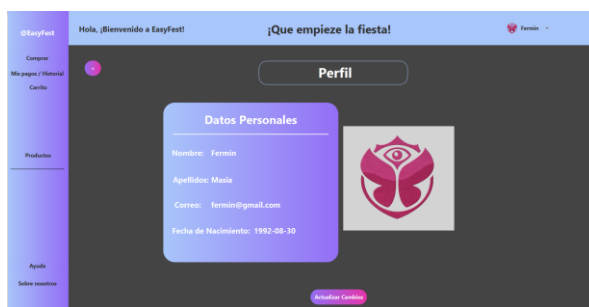 @EasyFest
Hola, ¡Bienvenido a EasyFest!
¡Que empieze la fiesta!
Fermin
Comprar
Mis pagos / Historial
Carrito
Productos
Ayuda
Sobre nosotros
Perfil
Datos Personales
Nombre: Fermin
Apellidos: Masia
Correo: fermin@gmail.com
Fecha de Nacimiento: 1992-08-30
Actualizar Cambios